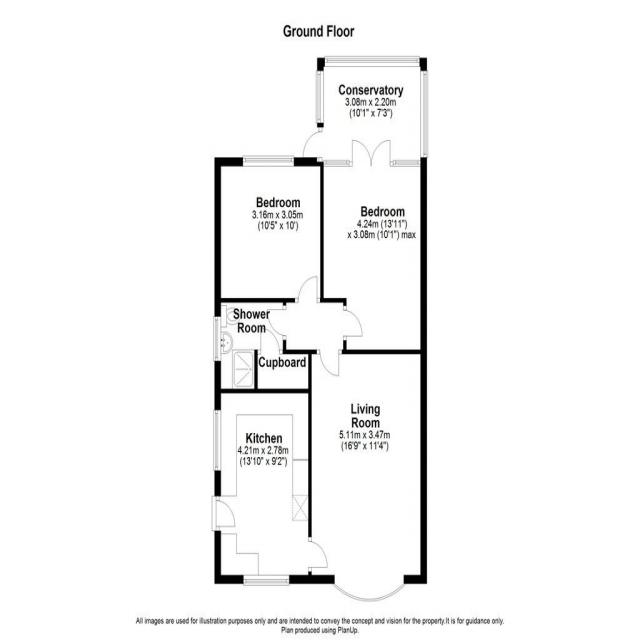 Ground Floor
Conservatory
3.08m x 2.20m
(10'1" x 7'3")
Bedroom
3.16m x 3.05m
(10'5" x 10')
Bedroom
4.24m (13'11")
x 3.08m (10'1") max
Shower
Room
Cupboard
Living
Room
5.11m x 3.47m
(16'9" x 11'4")
Kitchen
4.21m x 2.78m
(13'10" x 9'2")
All images are used for illustrative purposes only and are intended to convey the concept and vision for the property.It is for guidance only.
Plan produced using PlanUp.